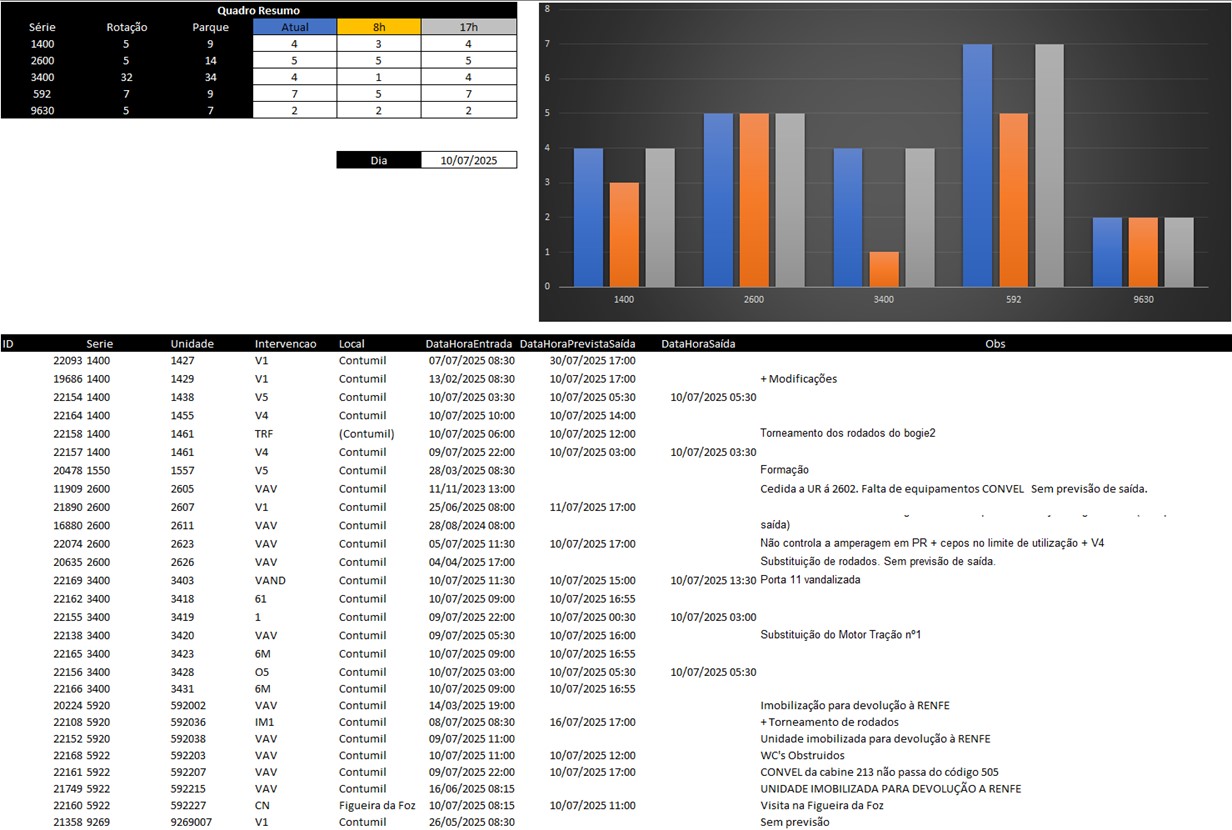 Quadro Resumo
Série Rotação Parque Atual 8h 17h
1400 5 9 4 3 4
2600 5 14 5 5 5
3400 32 34 4 1 4
592 7 9 7 5 7
9630 5 7 2 2 2
Dia 10/07/2025
8
7
6
5
4
3
2
1
0
1400 2600 3400 592 9630
ID Serie Unidade Intervencao Local DataHoraEntrada DataHoraPrevistaSaída DataHoraSaída Obs
22093 1400 1427 V1 Contumil 07/07/2025 08:30 30/07/2025 17:00
19686 1400 1429 V1 Contumil 13/02/2025 08:30 10/07/2025 17:00 + Modificações
22154 1400 1438 V5 Contumil 10/07/2025 03:30 10/07/2025 05:30 10/07/2025 05:30
22164 1400 1455 V4 Contumil 10/07/2025 10:00 10/07/2025 14:00
22158 1400 1461 TRF (Contumil) 10/07/2025 06:00 10/07/2025 12:00 Torneamento dos rodados do bogie2
22157 1400 1461 V4 Contumil 09/07/2025 22:00 10/07/2025 03:00 10/07/2025 03:30
20478 1550 1557 V5 Contumil 28/03/2025 08:30 Formação
11909 2600 2605 VAV Contumil 11/11/2023 13:00 Cedida a UR á 2602. Falta de equipamentos CONVEL Sem previsão de saída.
21890 2600 2607 V1 Contumil 25/06/2025 08:00 11/07/2025 17:00
16880 2600 2611 VAV Contumil 28/08/2024 08:00 saída)
22074 2600 2623 VAV Contumil 05/07/2025 11:30 10/07/2025 17:00 Não controla a amperagem em PR + cepos no limite de utilização + V4
20635 2600 2626 VAV Contumil 04/04/2025 17:00 Substituição de rodados. Sem previsão de saída.
22169 3400 3403 VAND Contumil 10/07/2025 11:30 10/07/2025 15:00 10/07/2025 13:30 Porta 11 vandalizada
22162 3400 3418 61 Contumil 10/07/2025 09:00 10/07/2025 16:55
22155 3400 3419 1 Contumil 09/07/2025 22:00 10/07/2025 00:30 10/07/2025 03:00
22138 3400 3420 VAV Contumil 09/07/2025 05:30 10/07/2025 16:00 Substituição do Motor Tração nº1
22165 3400 3423 6M Contumil 10/07/2025 09:00 10/07/2025 16:55
22156 3400 3428 O5 Contumil 10/07/2025 03:00 10/07/2025 05:30 10/07/2025 05:30
22166 3400 3431 6M Contumil 10/07/2025 09:00 10/07/2025 16:55
20224 5920 592002 VAV Contumil 14/03/2025 19:00 Imobilização para devolução à RENFE
22108 5920 592036 IM1 Contumil 08/07/2025 08:30 16/07/2025 17:00 + Torneamento de rodados
22152 5920 592038 VAV Contumil 09/07/2025 11:00 Unidade imobilizada para devolução à RENFE
22168 5922 592203 VAV Contumil 10/07/2025 11:00 10/07/2025 12:00 WC's Obstruidos
22161 5922 592207 VAV Contumil 09/07/2025 22:00 10/07/2025 17:00 CONVEL da cabine 213 não passa do código 505
21749 5922 592215 VAV Contumil 16/06/2025 08:15 UNIDADE IMOBILIZADA PARA DEVOLUÇÃO A RENFE
22160 5922 592227 CN Figueira da Foz 10/07/2025 08:15 10/07/2025 11:00 Visita na Figueira da Foz
21358 9269 9269007 V1 Contumil 26/05/2025 08:30 Sem previsão